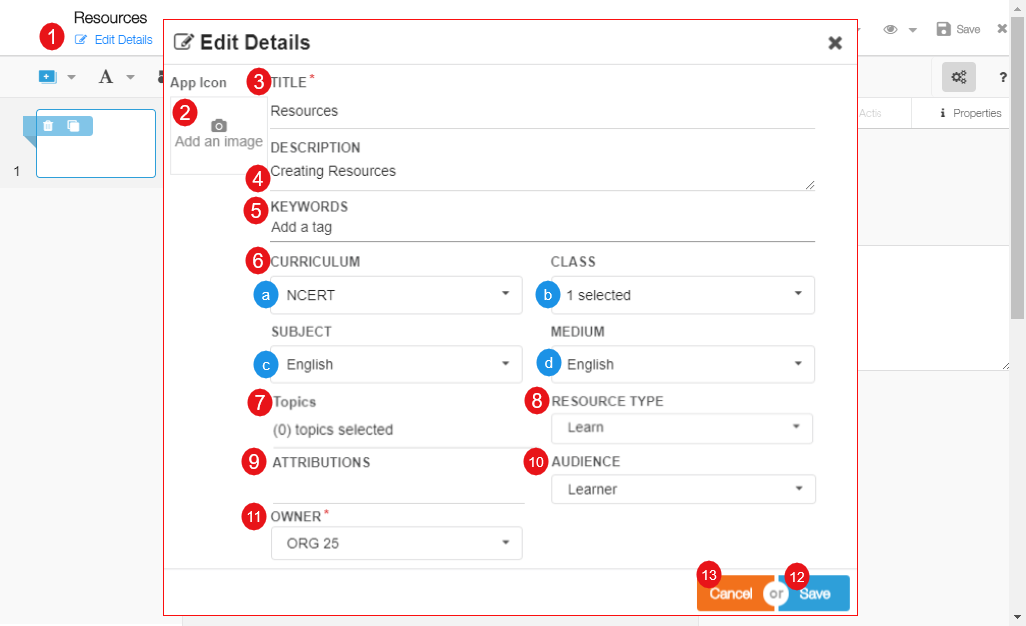 Resources
1
Edit Details
Save
A
?
Actis
Properties
1
Edit Details
App Icon
2
Add an image
3 TITLE *
Resources
DESCRIPTION
4 Creating Resources
5 KEYWORDS
Add a tag
6 CURRICULUM
CLASS
a NCERT
b 1 selected
SUBJECT
MEDIUM
c English
d English
7 Topics
8 RESOURCE TYPE
(0) topics selected
Learn
9 ATTRIBUTIONS
10 AUDIENCE
Learner
11 OWNER *
ORG 25
13
12
Cancel or Save